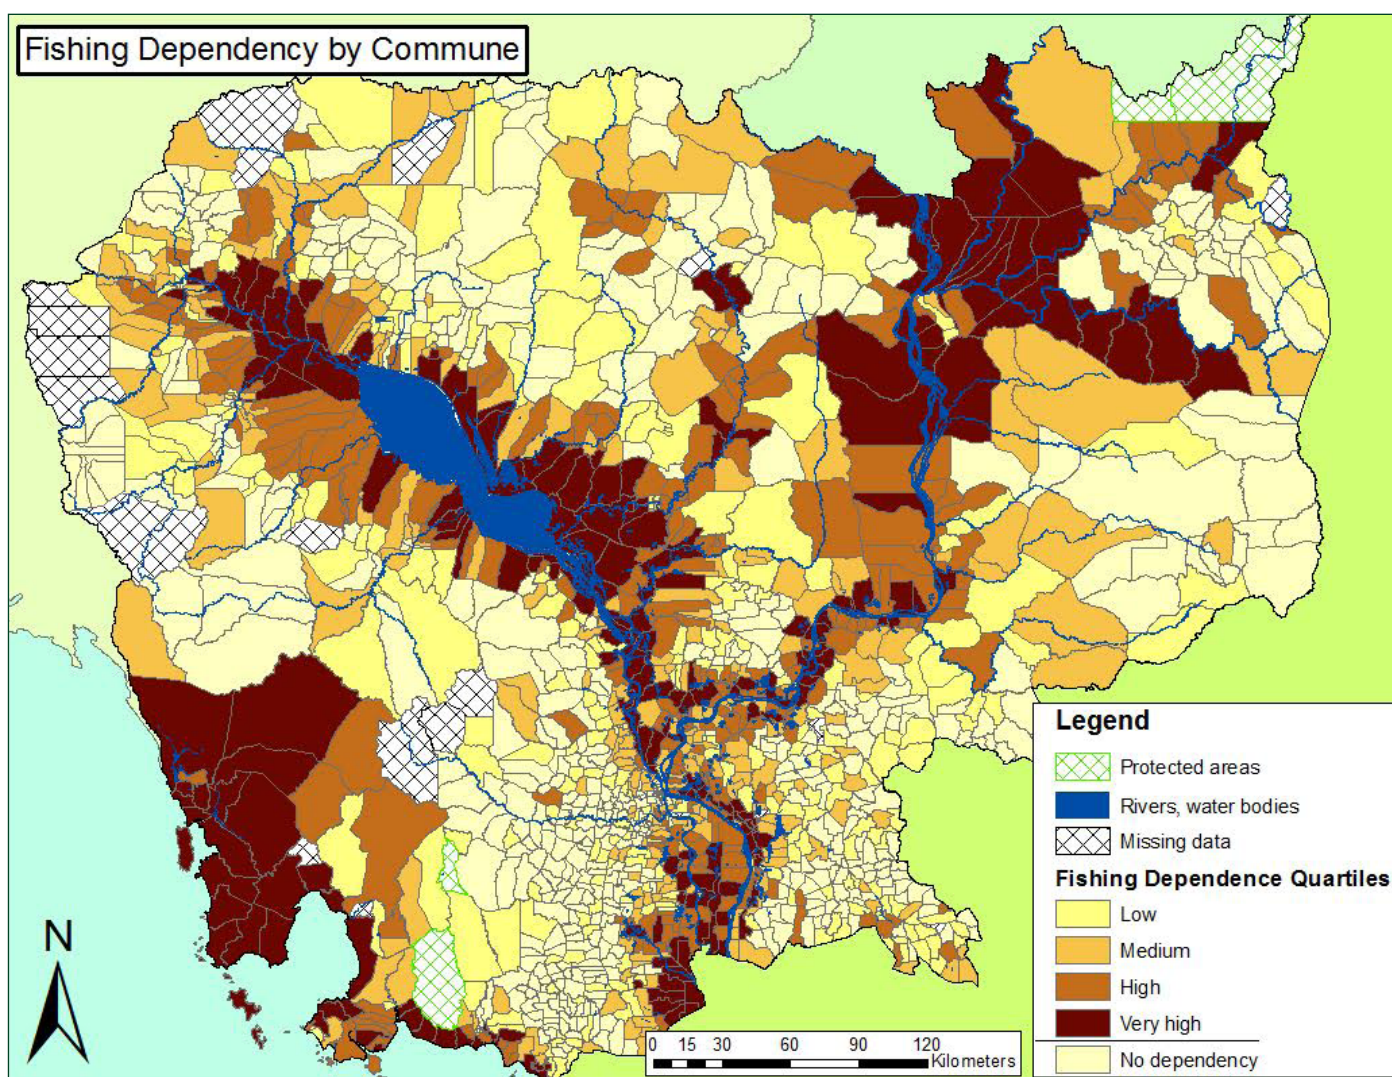 Fishing Dependency by Commune
Legend
Protected areas
Rivers, water bodies
Missing data
Fishing Dependence Quartiles
Low
Medium
High
Very high
No dependency
N
0 15 30 60 90 120
Kilometers